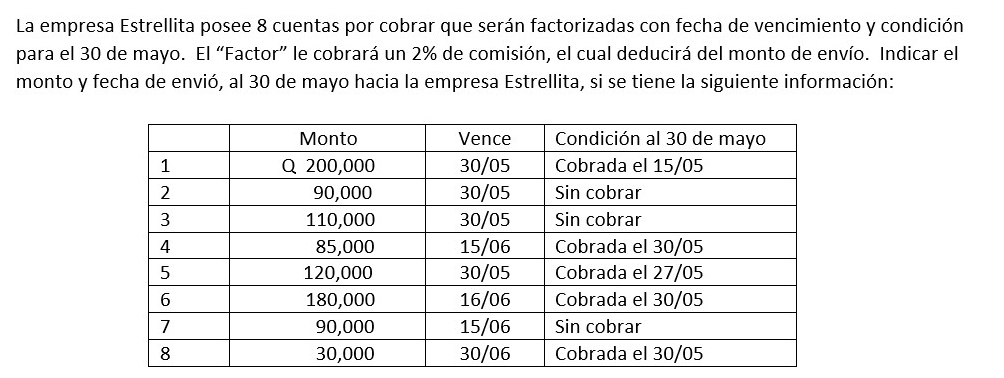 La empresa Estrellita posee 8 cuentas por cobrar que serán factorizadas con fecha de vencimiento y condición
para el 30 de mayo. El “Factor” le cobrará un 2% de comisión, el cual deducirá del monto de envío. Indicar el
monto y fecha de envió, al 30 de mayo hacia la empresa Estrellita, si se tiene la siguiente información:
Monto Vence Condición al 30 de mayo
1 Q 200,000 30/05 Cobrada el 15/05
2 90,000 30/05 Sin cobrar
3 110,000 30/05 Sin cobrar
4 85,000 15/06 Cobrada el 30/05
5 120,000 30/05 Cobrada el 27/05
6 180,000 16/06 Cobrada el 30/05
7 90,000 15/06 Sin cobrar
8 30,000 30/06 Cobrada el 30/05